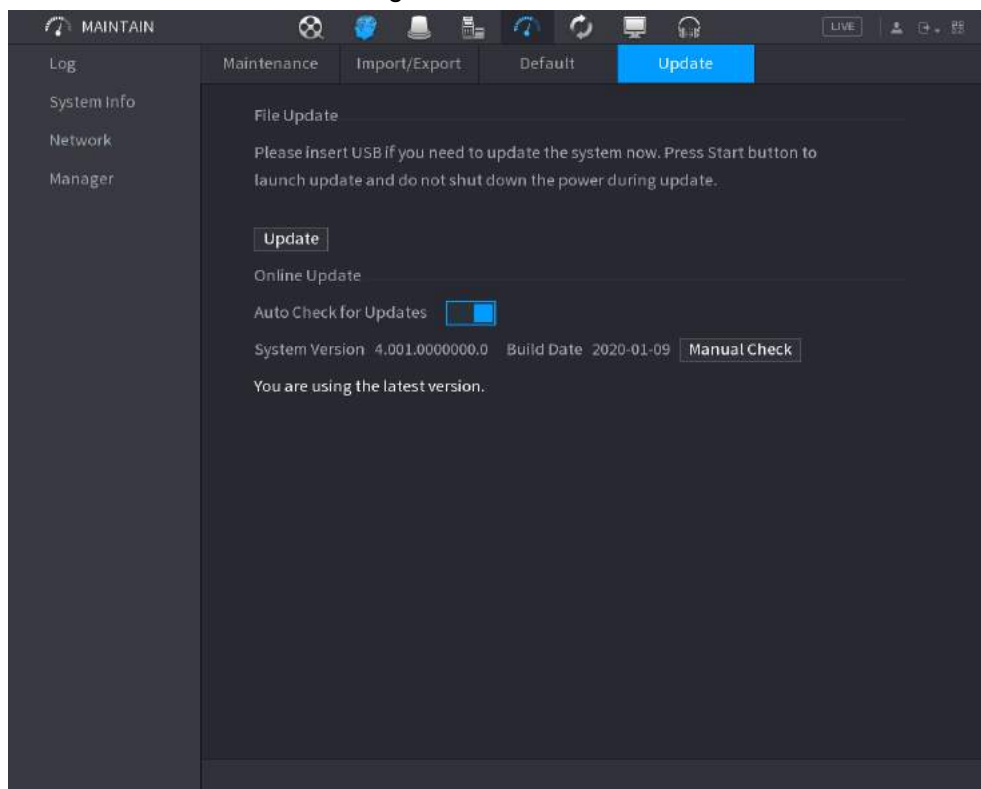 MAINTAIN
LIVE
Log
System Info
Network
Manager
Maintenance Import/Export Default Update
File Update
Please insert USB if you need to update the system now. Press Start button to
launch update and do not shut down the power during update.
Update
Online Update
Auto Check for Updates
System Version 4.001.0000000.0 Build Date 2020-01-09 Manual Check
You are using the latest version.